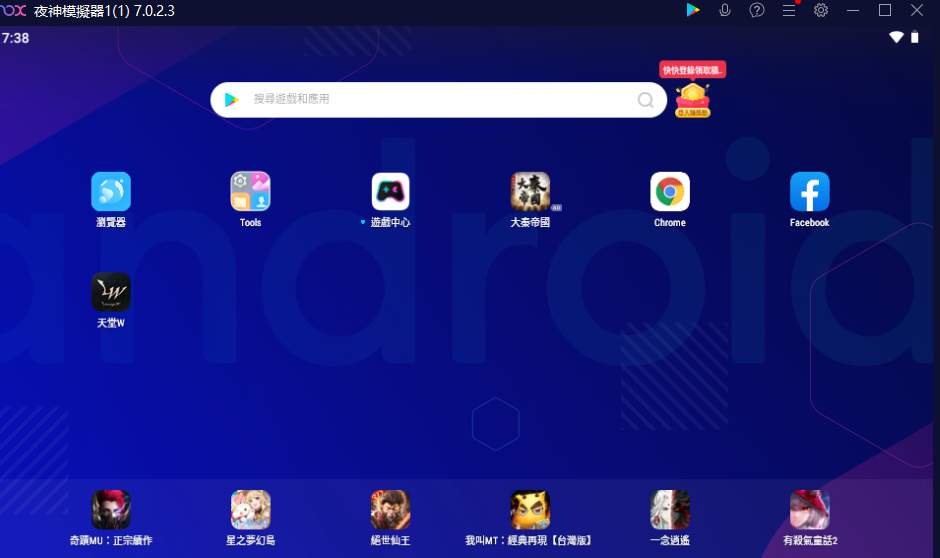 nox 夜神模擬器1(1) 7.0.2.3
7:38
快快登錄領取獵..
搜尋遊戲和應用
瀏覽器
Tools
遊戲中心
大秦帝國
AD
Chrome
Facebook
天堂W
android
奇蹟MU：正宗續作
星之夢幻島
絕世仙王
我叫MT：經典再現【台灣版】
一念逍遙
有殺氣童話2